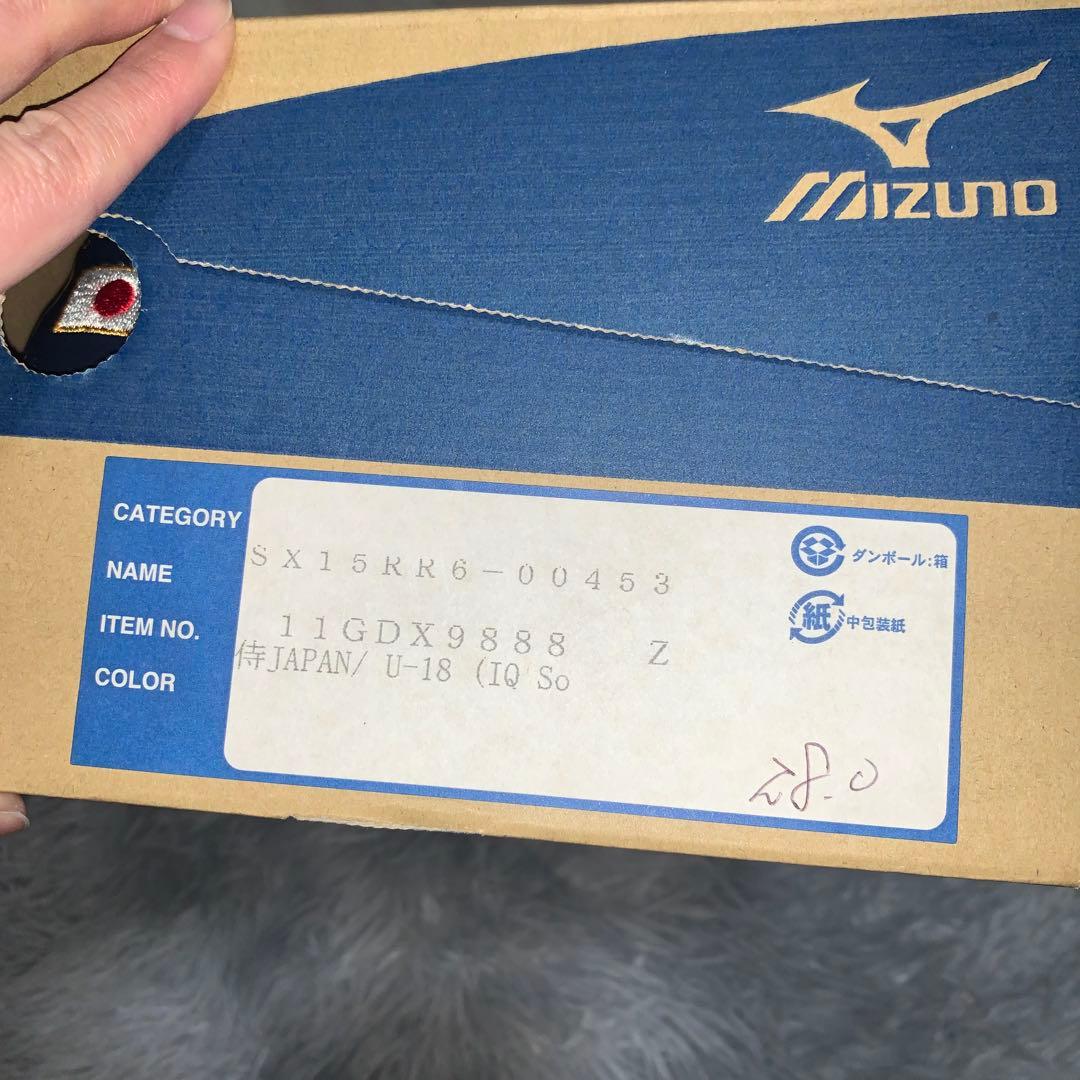 MIZUNO
CATEGORY
NAME
ITEM NO.
COLOR
SX15RR6-00453
11GDX9888 Z
侍JAPAN/ U-18 (IQ So
ダンボール:箱
紙 中包装紙
28.0